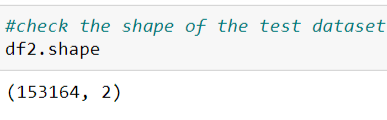 #check the shape of the test dataset
df2.shape
(153164, 2)